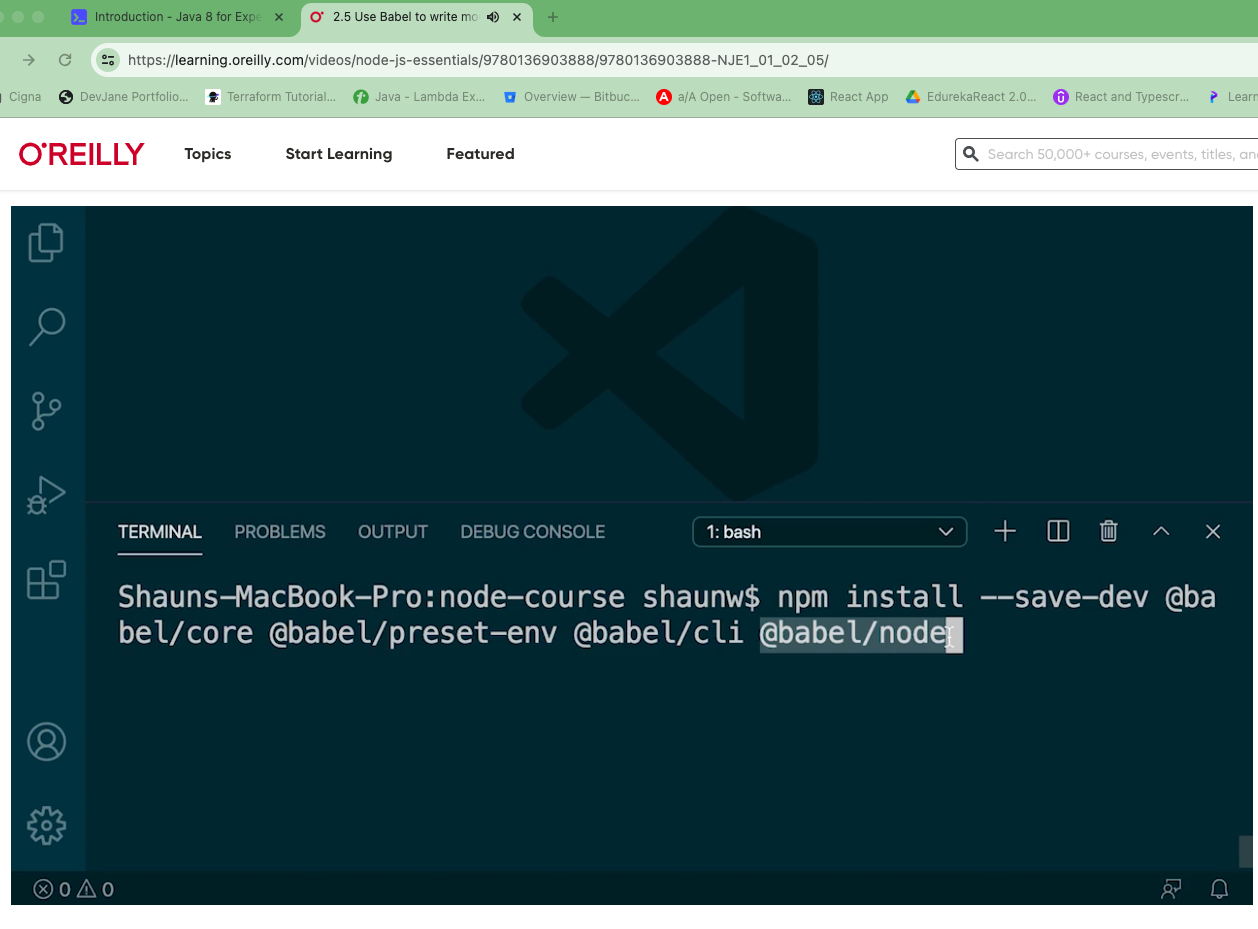 Introduction - Java 8 for Expe
2.5 Use Babel to write mo
https://learning.oreilly.com/videos/node-js-essentials/9780136903888/9780136903888-NJE1_01_02_05/
Cigna DevJane Portfolio... Terraform Tutorial... Java - Lambda Ex... Overview — Bitbuc... a/A Open - Softwa... React App EdurekaReact 2.0... React and Typescr... Learn
O'REILLY Topics Start Learning Featured Search 50,000+ courses, events, titles, an
TERMINAL PROBLEMS OUTPUT DEBUG CONSOLE 1: bash
Shauns-MacBook-Pro:node-course shaunw$ npm install --save-dev @ba
bel/core @babel/preset-env @babel/cli @babel/node
0 0